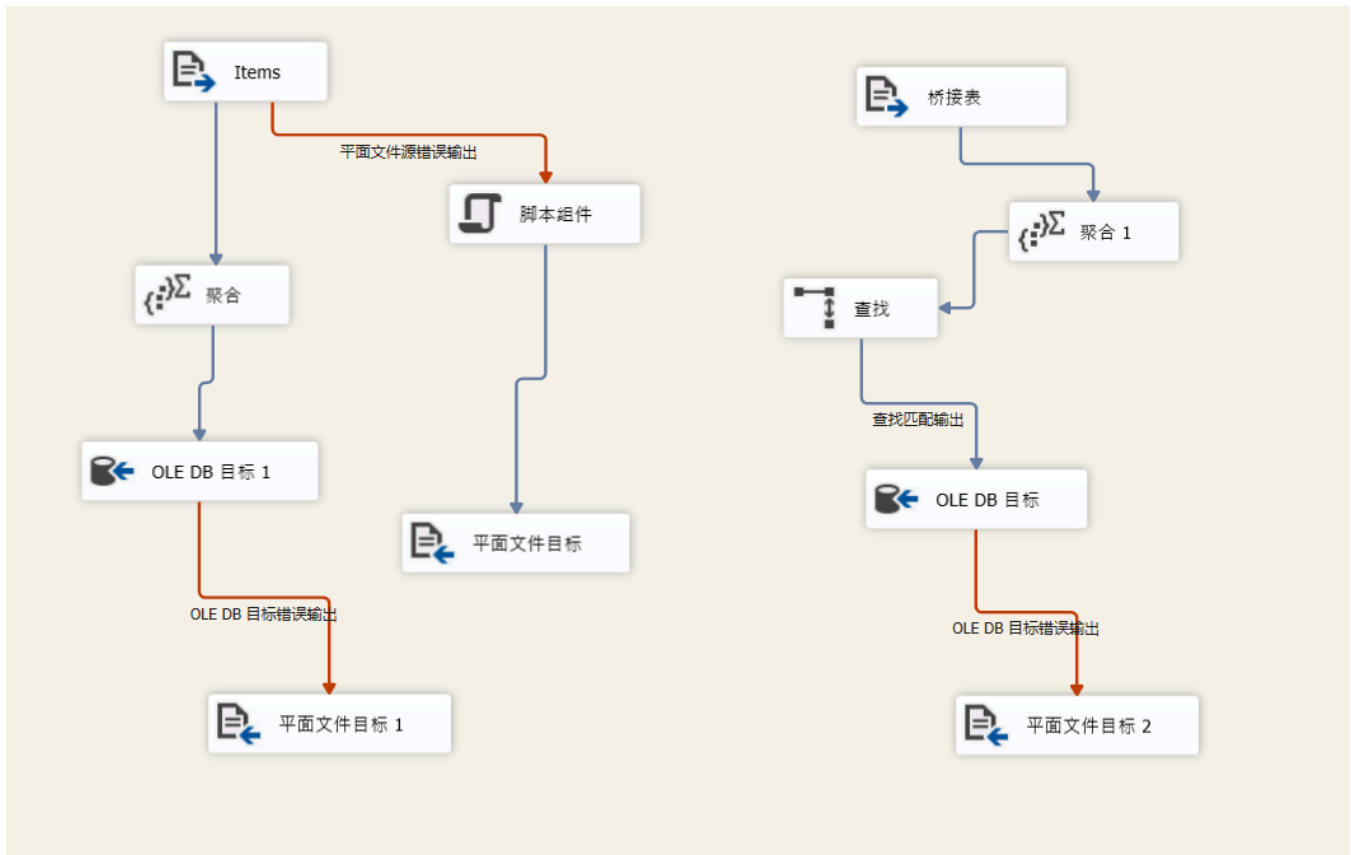 Items
平面文件源错误输出
脚本组件
聚合
OLE DB 目标 1
平面文件目标
OLE DB 目标错误输出
平面文件目标 1
桥接表
聚合 1
查找
查找匹配输出
OLE DB 目标
OLE DB 目标错误输出
平面文件目标 2